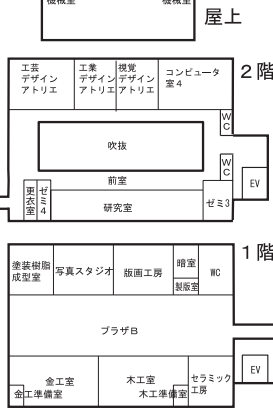 機械室 機械室
屋上
2階
工芸
デザイン
アトリエ
工業
デザイン
アトリエ
視覚
デザイン
アトリエ
コンピュータ
室4
WC
吹抜
WC
前室
EV
更衣室
ゼミ4
研究室
ゼミ3
1階
塗装樹脂
成型室
写真スタジオ
版画工房
暗室
製版室
WC
プラザB
金工室
金工準備室
木工室
木工準備室
セラミック
工房
EV